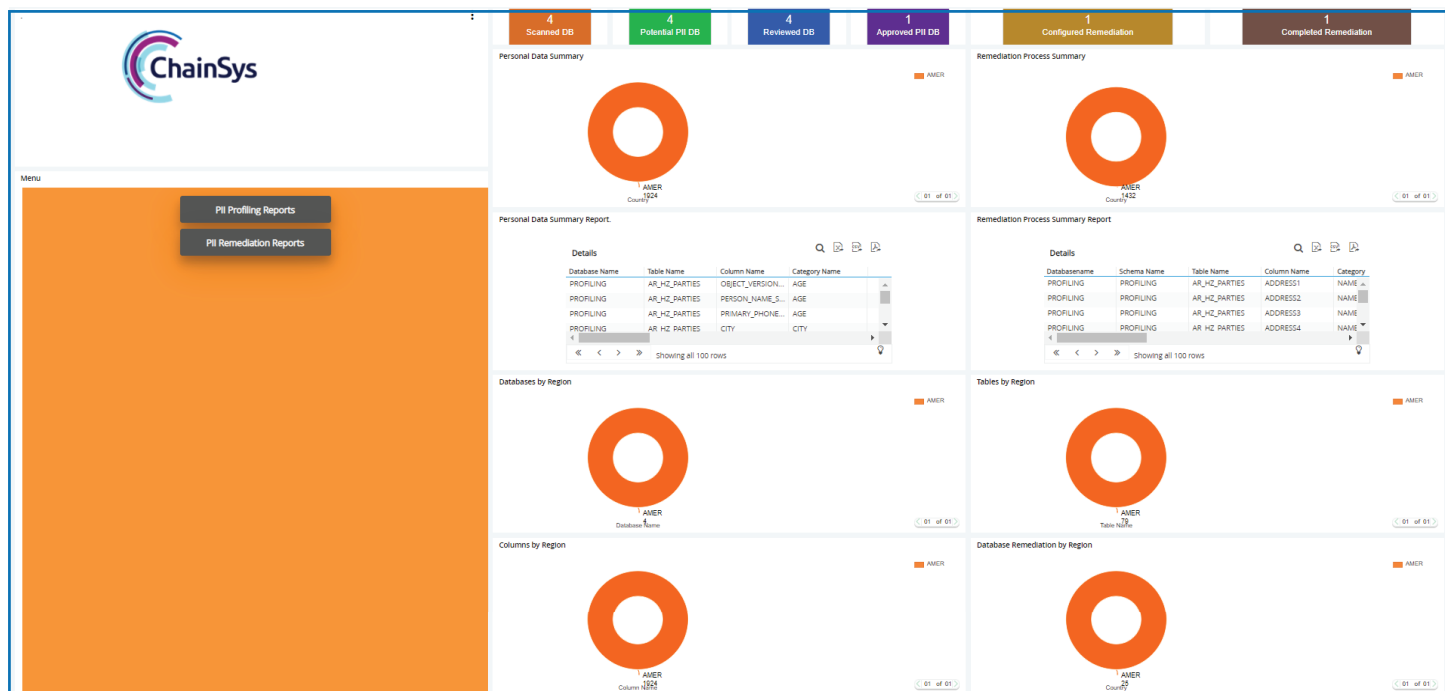 ChainSys
Menu
PII Profiling Reports
PII Remediation Reports
4
Scanned DB
4
Potential PII DB
4
Reviewed DB
1
Approved PII DB
1
Configured Remediation
1
Completed Remediation
Personal Data Summary
AMER
AMER
1924
Country
01 of 01
Remediation Process Summary
AMER
AMER
1432
Country
01 of 01
Personal Data Summary Report.
Details
Database Name Table Name Column Name Category Name
PROFILING AR_HZ_PARTIES OBJECT_VERSION... AGE
PROFILING AR_HZ_PARTIES PERSON_NAME_S... AGE
PROFILING AR_HZ_PARTIES PRIMARY_PHONE... AGE
PROFILING AR_HZ_PARTIES CITY CITY
Showing all 100 rows
Remediation Process Summary Report
Details
Databasename Schema Name Table Name Column Name Category
PROFILING PROFILING AR_HZ_PARTIES ADDRESS1 NAME
PROFILING PROFILING AR_HZ_PARTIES ADDRESS2 NAME
PROFILING PROFILING AR_HZ_PARTIES ADDRESS3 NAME
PROFILING PROFILING AR_HZ_PARTIES ADDRESS4 NAME
Showing all 100 rows
Databases by Region
AMER
AMER
4
Database Name
01 of 01
Tables by Region
AMER
AMER
79
Table Name
01 of 01
Columns by Region
AMER
AMER
1924
Column Name
01 of 01
Database Remediation by Region
AMER
AMER
25
Country
01 of 01